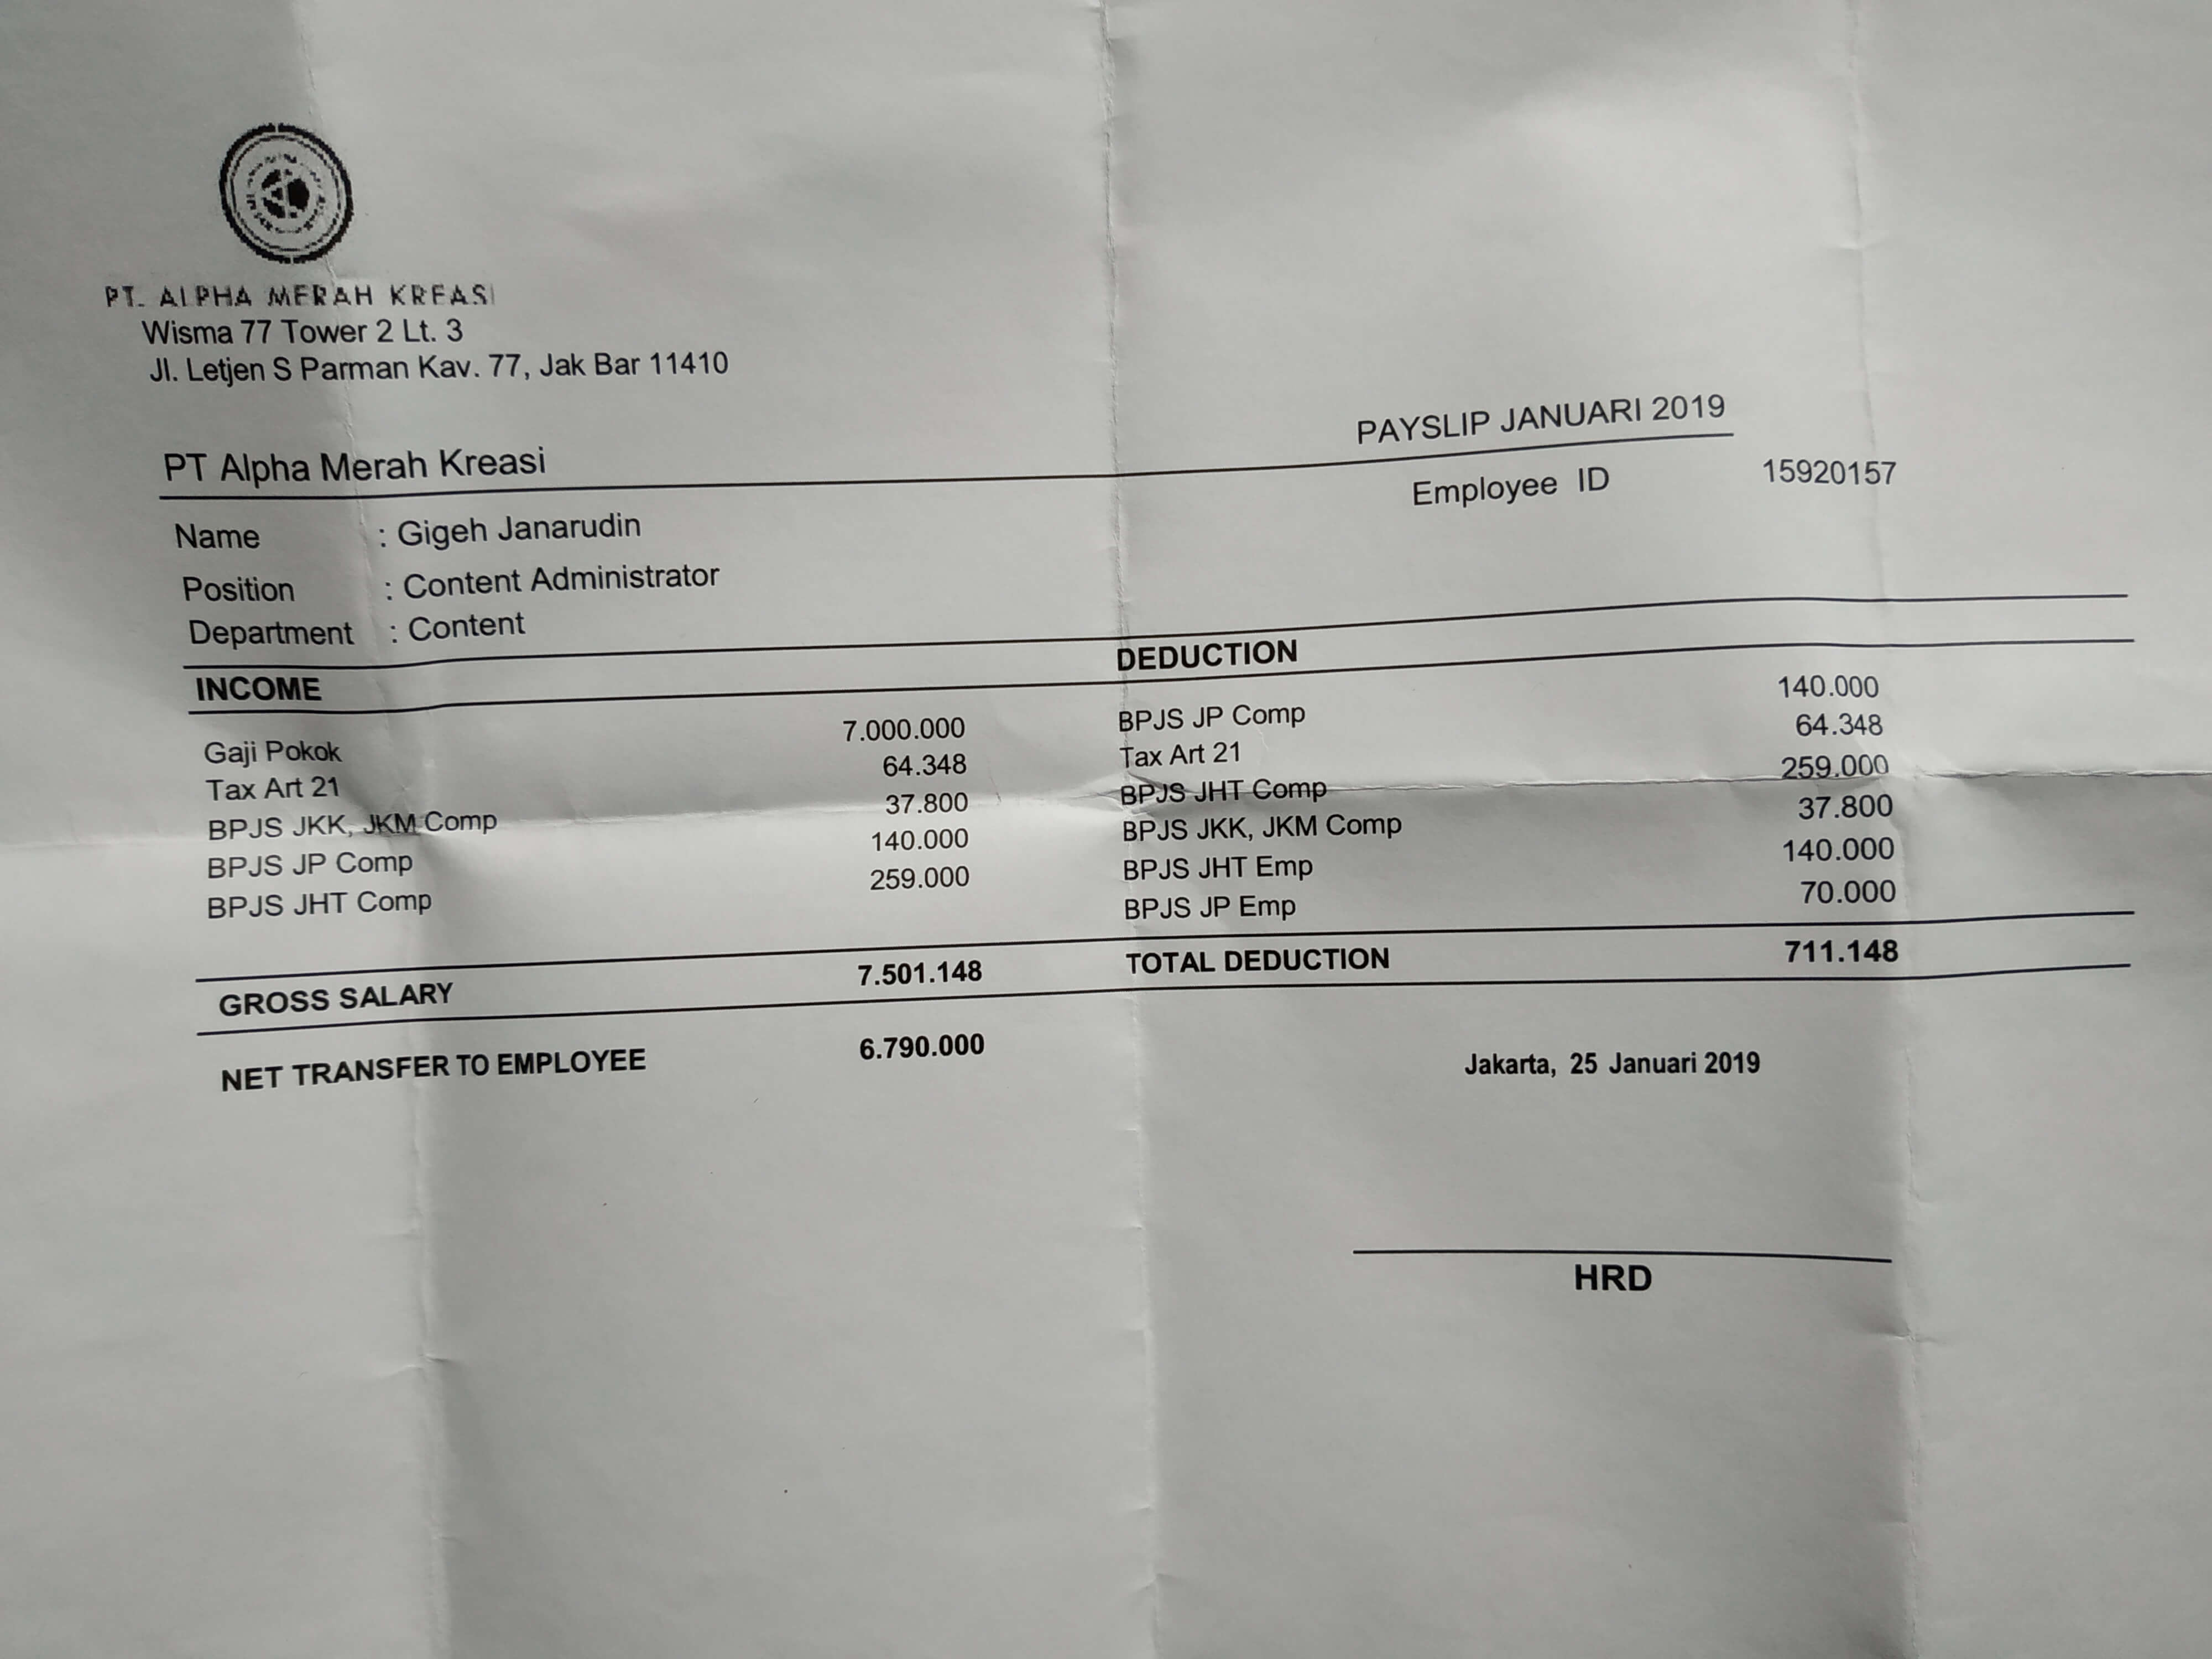 PT. ALPHA MERAH KREASI
Wisma 77 Tower 2 Lt. 3
Jl. Letjen S Parman Kav. 77, Jak Bar 11410
PAYSLIP JANUARI 2019
PT Alpha Merah Kreasi
Employee ID 15920157
Name : Gigeh Janarudin
Position : Content Administrator
Department : Content
INCOME DEDUCTION
Gaji Pokok 7.000.000 BPJS JP Comp 140.000
Tax Art 21 64.348 Tax Art 21 64.348
BPJS JKK, JKM Comp 37.800 BPJS JHT Comp 259.000
BPJS JP Comp 140.000 BPJS JKK, JKM Comp 37.800
BPJS JHT Comp 259.000 BPJS JHT Emp 140.000
BPJS JP Emp 70.000
GROSS SALARY 7.501.148 TOTAL DEDUCTION 711.148
NET TRANSFER TO EMPLOYEE 6.790.000
Jakarta, 25 Januari 2019
HRD